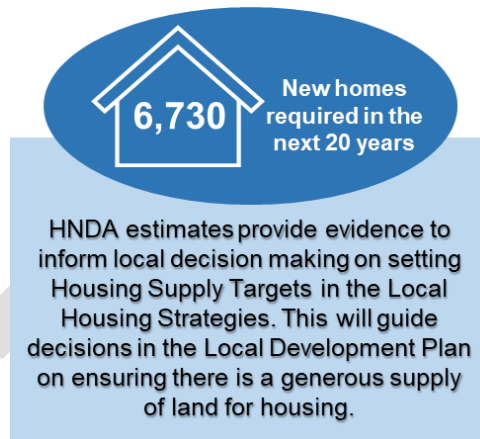 6,730
New homes
required in the
next 20 years
HNDA estimates provide evidence to
inform local decision making on setting
Housing Supply Targets in the Local
Housing Strategies. This will guide
decisions in the Local Development Plan
on ensuring there is a generous supply
of land for housing.